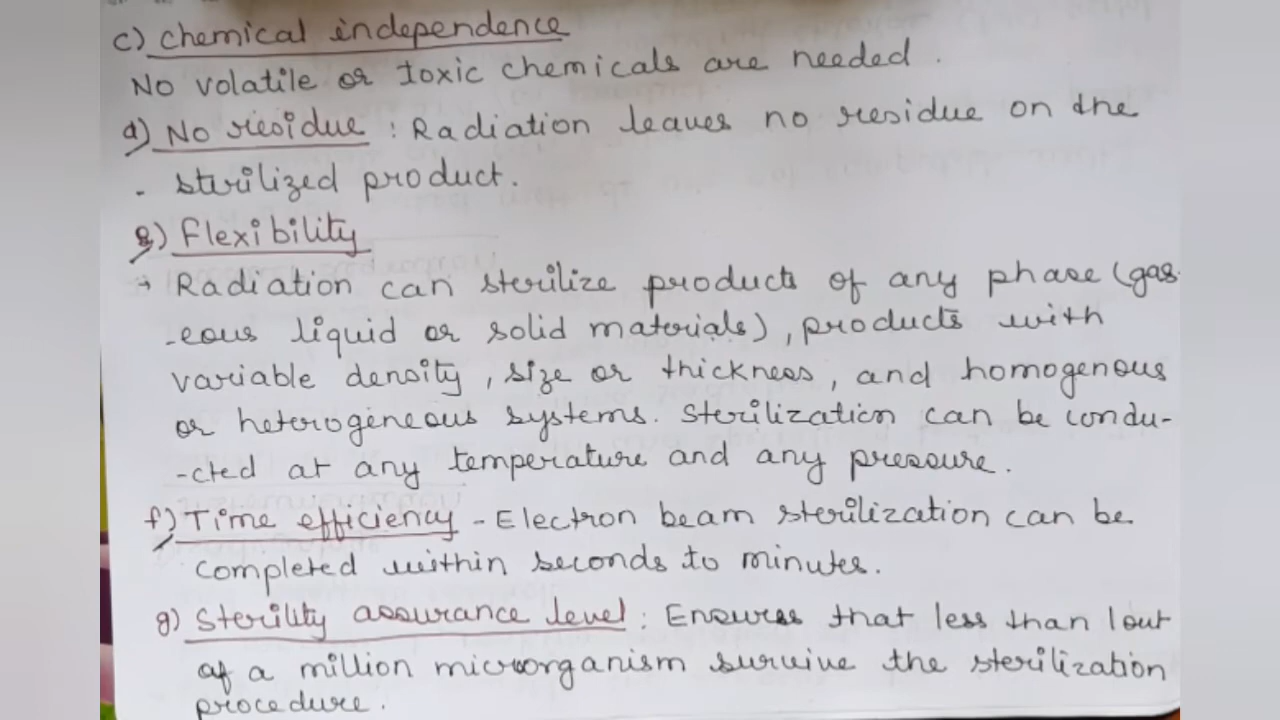 c) Chemical independence
No volatile or toxic chemicals are needed.
d) No residue : Radiation leaves no residue on the
- sterilized product.
e) Flexibility
→ Radiation can sterilize products of any phase (gas-
-eous liquid or solid materials), products with
variable density, size or thickness, and homogenous
or heterogeneous systems. Sterilization can be condu-
-cted at any temperature and any pressure.
f) Time efficiency - Electron beam sterilization can be
completed within seconds to minutes.
g) Sterility assurance level : Ensures that less than 1 out
of a million microorganism survive the sterilization
procedure.